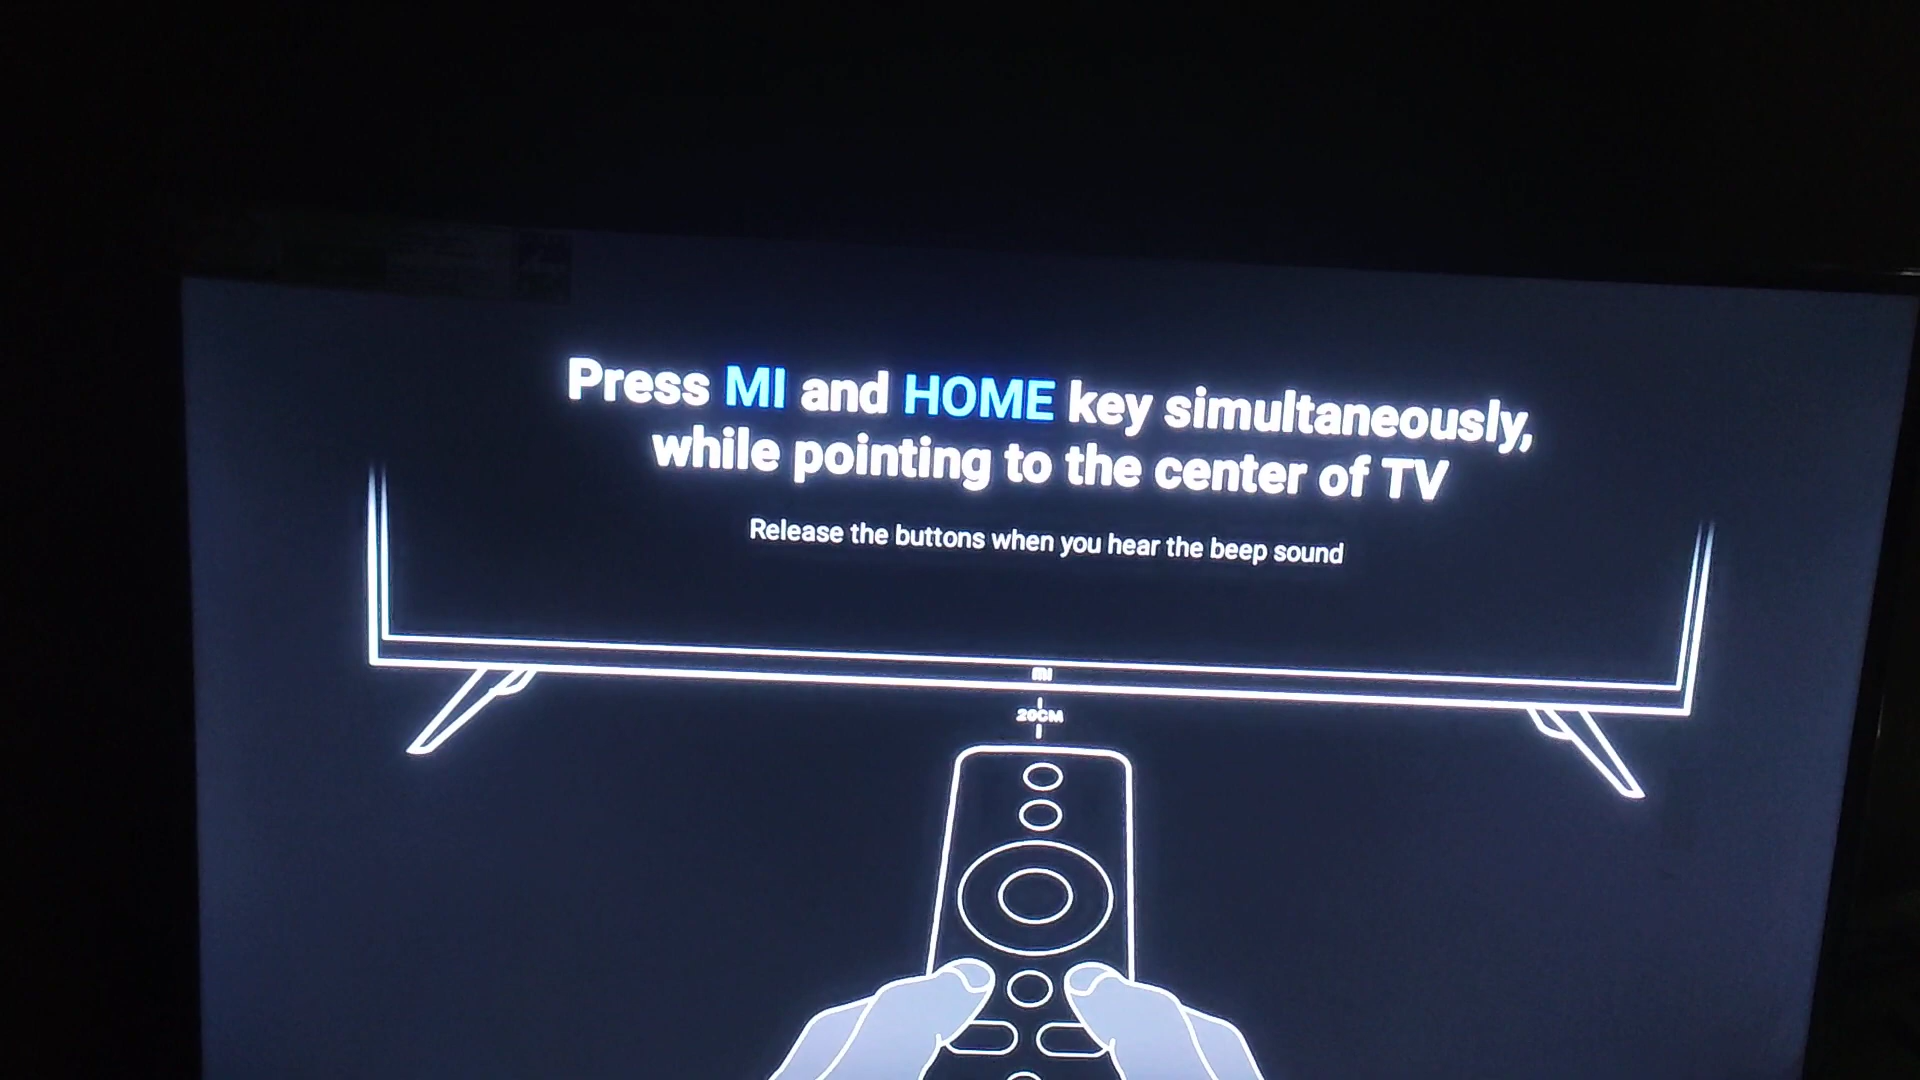 Press MI and HOME key simultaneously,
while pointing to the center of TV
Release the buttons when you hear the beep sound
mi
20CM